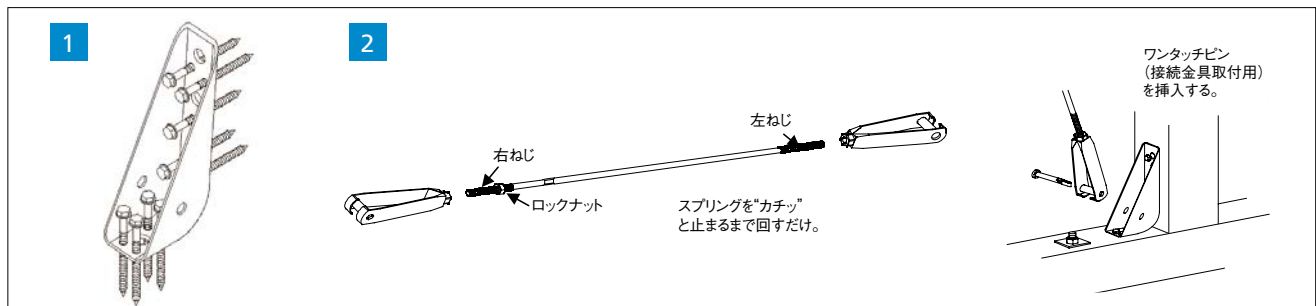 1
2
右ねじ
ロックナット
左ねじ
スプリングを“カチッ”
と止まるまで回すだけ。
ワンタッチピン
（接続金具取付用）
を挿入する。